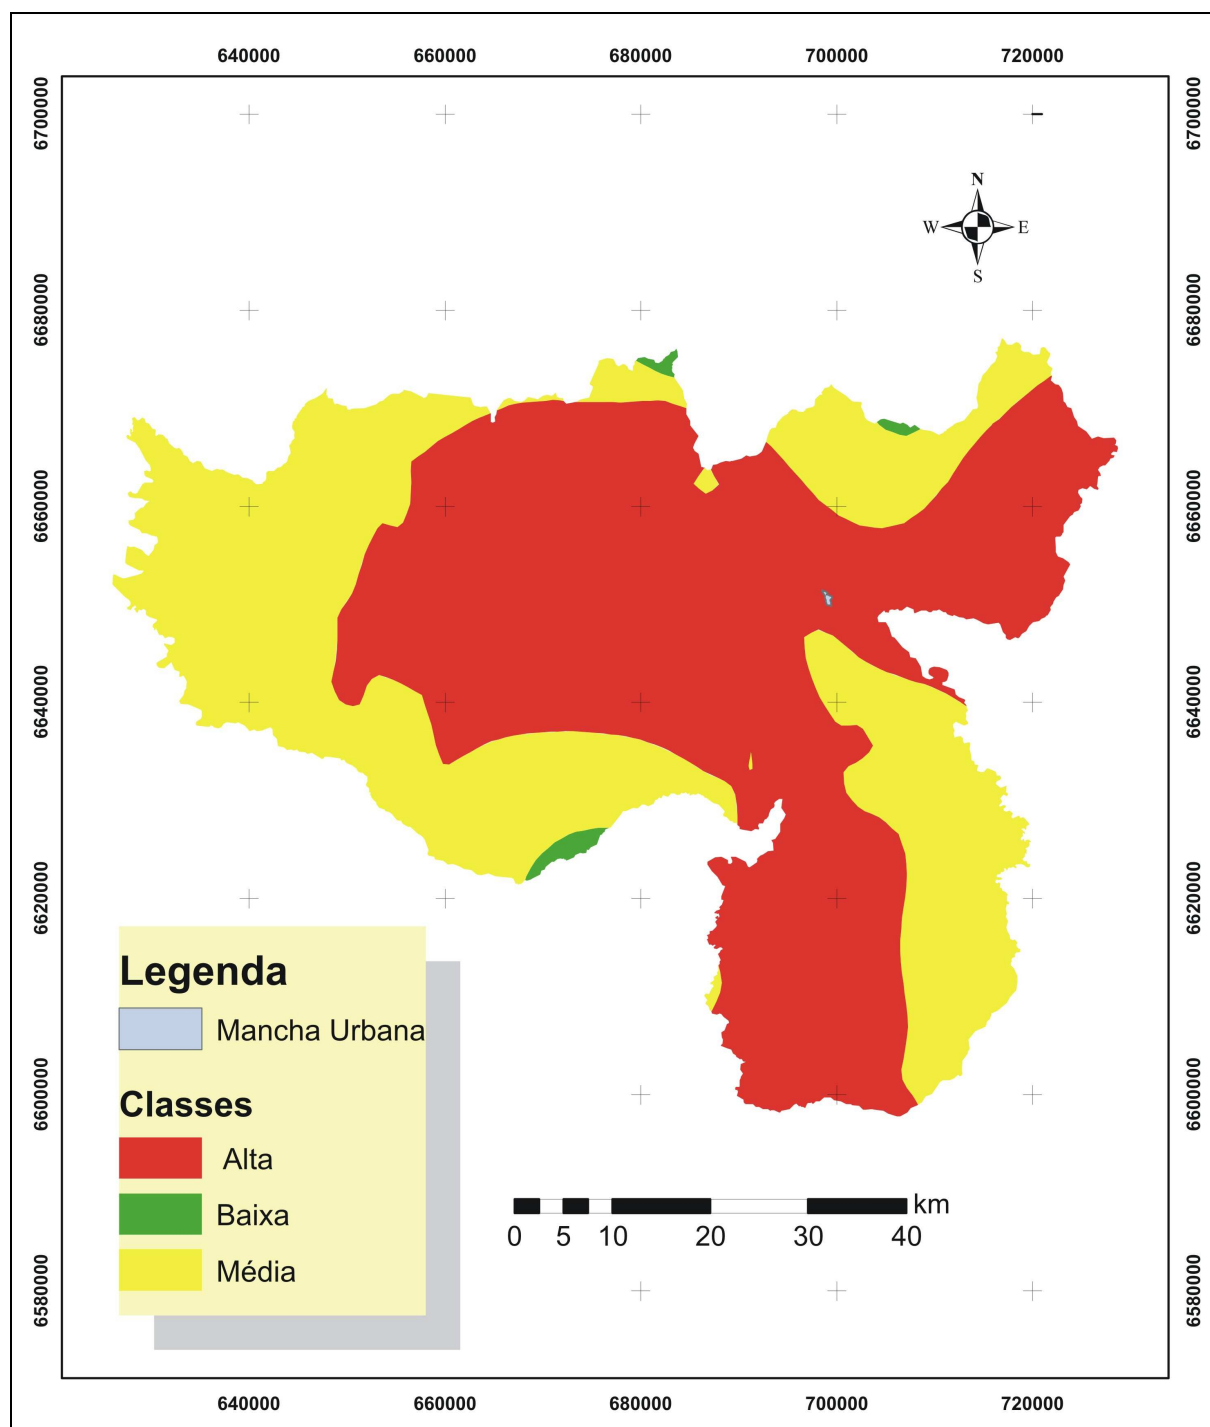 640000 660000 680000 700000 720000
6700000 6700000
N
W E
S
6680000 6680000
6660000 6660000
6640000 6640000
6620000 6620000
Legenda
Mancha Urbana
Classes
6600000 6600000
Alta
Baixa
km
0 5 10 20 30 40
Média
6580000 6580000
640000 660000 680000 700000 720000